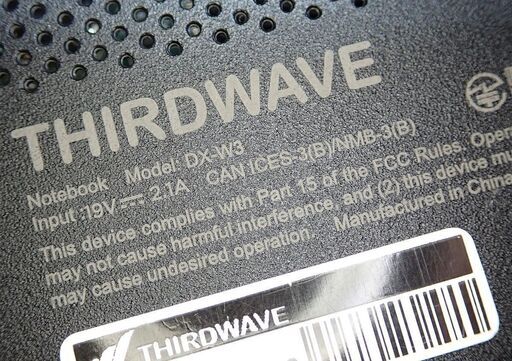 THIRDWAVE
Notebook Model: DX-W3
Input:19V⎓2.1A CAN ICES-3(B)/NMB-3(B)
This device complies with Part 15 of the FCC Rules.
may not cause harmful interference, and (2) this device
may cause undesired operation. Manufactured in China
THIRDWAVE